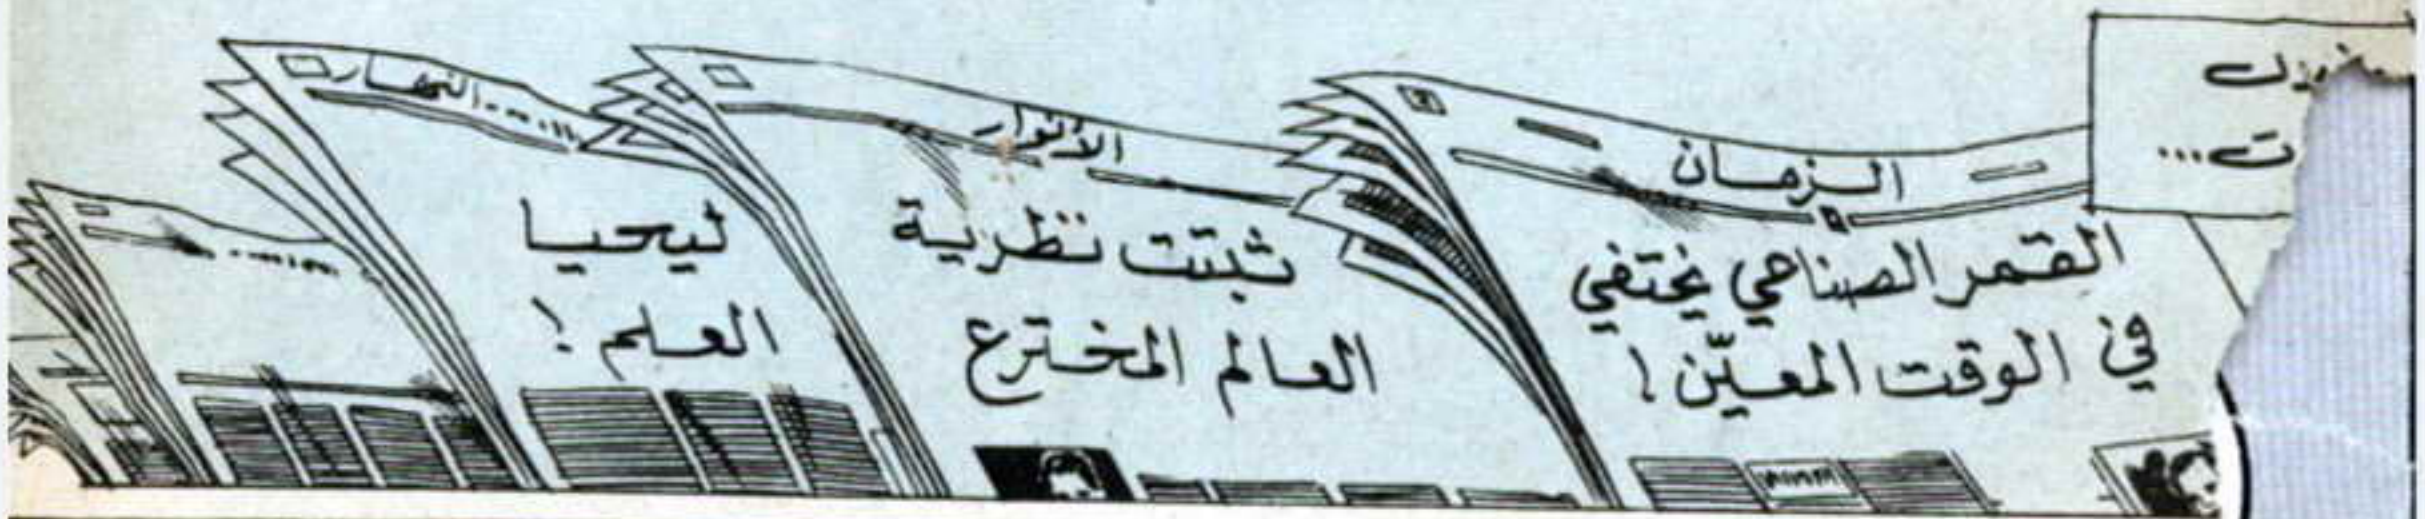 ت...
الزمان
القمر الصناعي يختفي
في الوقت المعيّن!
الأنوار
ثبتت نظرية
العالم المخترع
النهار
ليحيا
العلم!